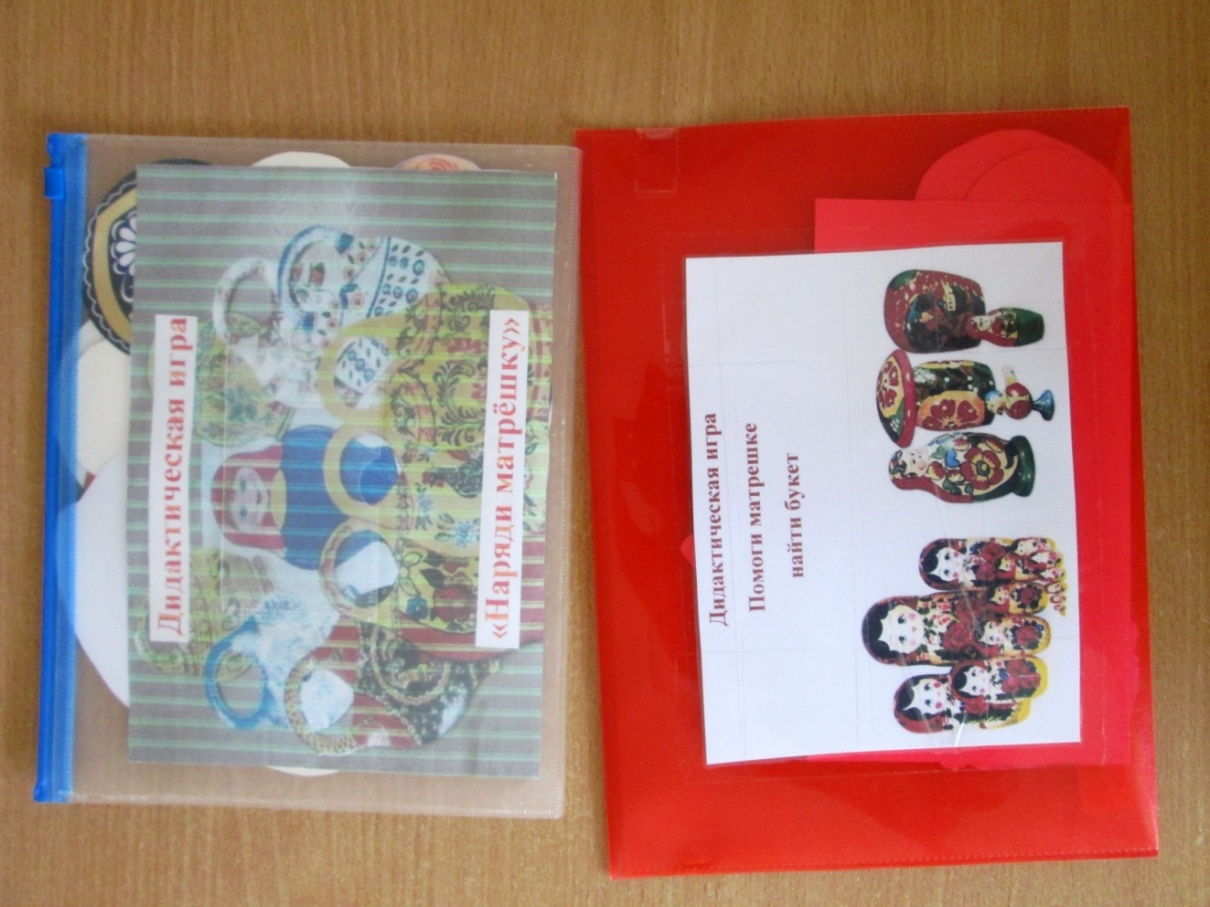 Дидактическая игра
«Наряди матрёшку»
Дидактическая игра
Помоги матрешке
найти букет